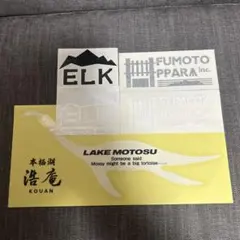 ELK
FUMOTO
PPARA inc.
LAKE MOTOSU
Someone said
Mossy might be a big tortoise
本栖湖
浩庵
KOUAN